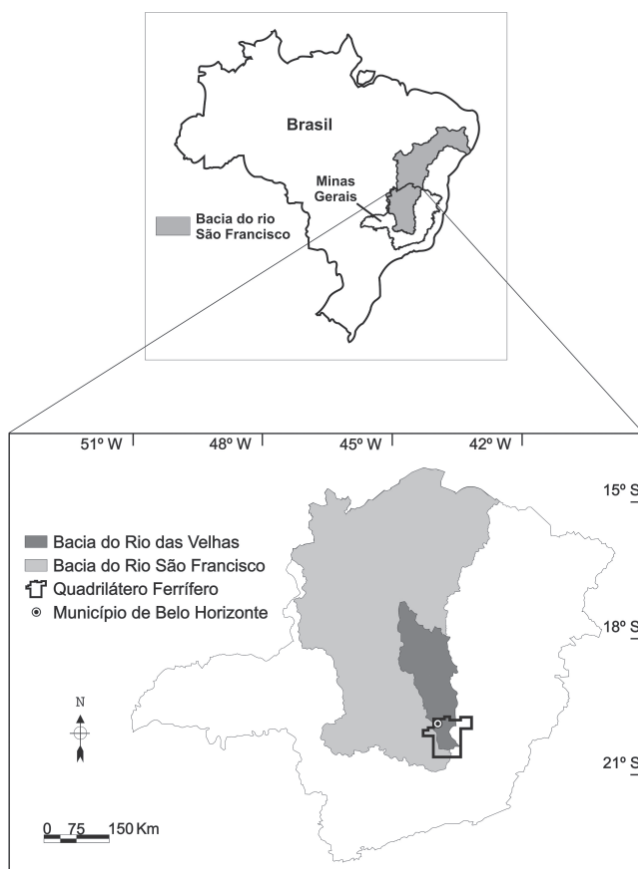 Brasil
Minas
Gerais
Bacia do rio
São Francisco
51º W
48º W
45º W
42º W
15º S
Bacia do Rio das Velhas
Bacia do Rio São Francisco
Quadrilátero Ferrífero
Município de Belo Horizonte
18º S
N
21º S
0 75 150 Km